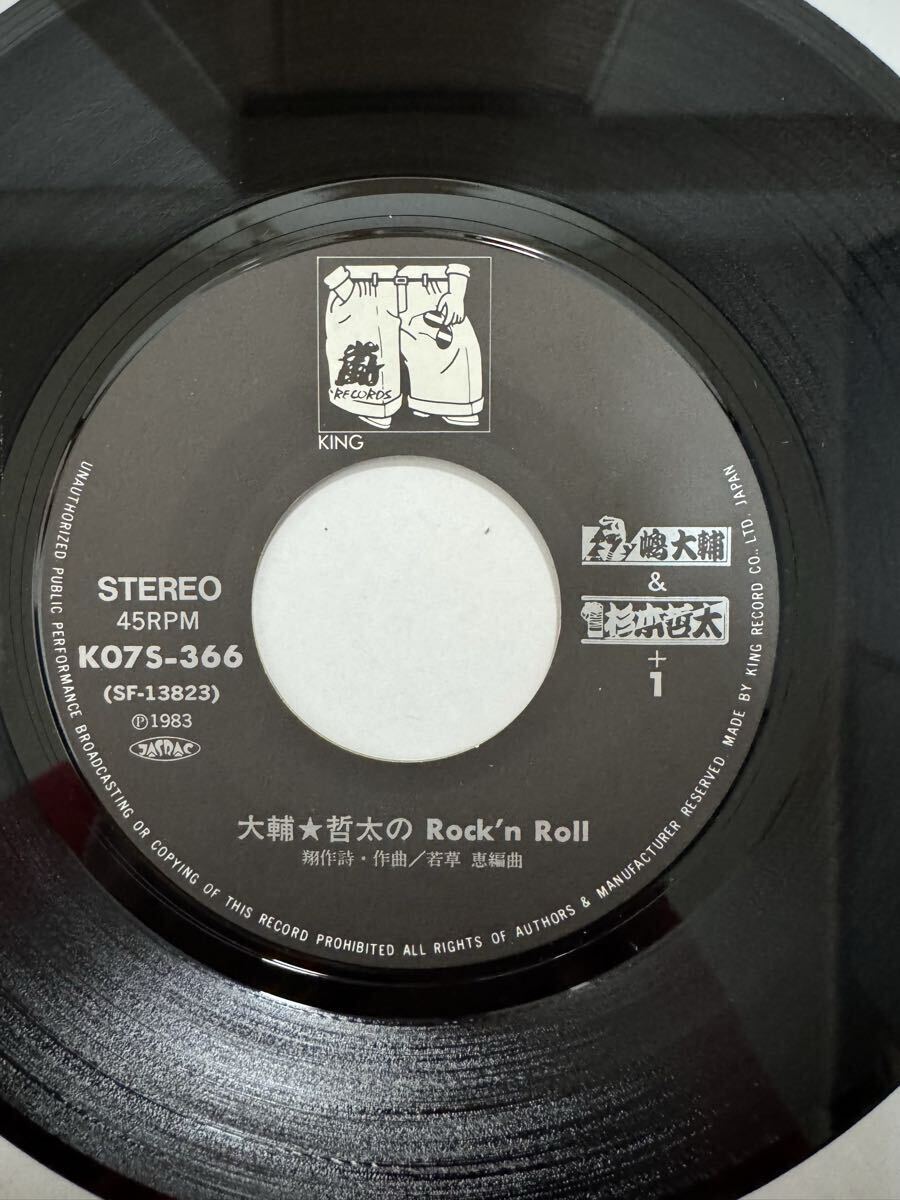 嵐
RECORDS
KING
STEREO
45RPM
K07S-366
(SF-13823)
Ⓟ1983
JASRAC
嶋大輔
&
杉本哲太
+
1
大輔★哲太の Rock'n Roll
翔作詩・作曲/若草 恵編曲
UNAUTHORIZED PUBLIC PERFORMANCE BROADCASTING OR COPYING OF THIS RECORD PROHIBITED ALL RIGHTS OF AUTHORS & MANUFACTURER RESERVED. MADE BY KING RECORD CO., LTD. JAPAN